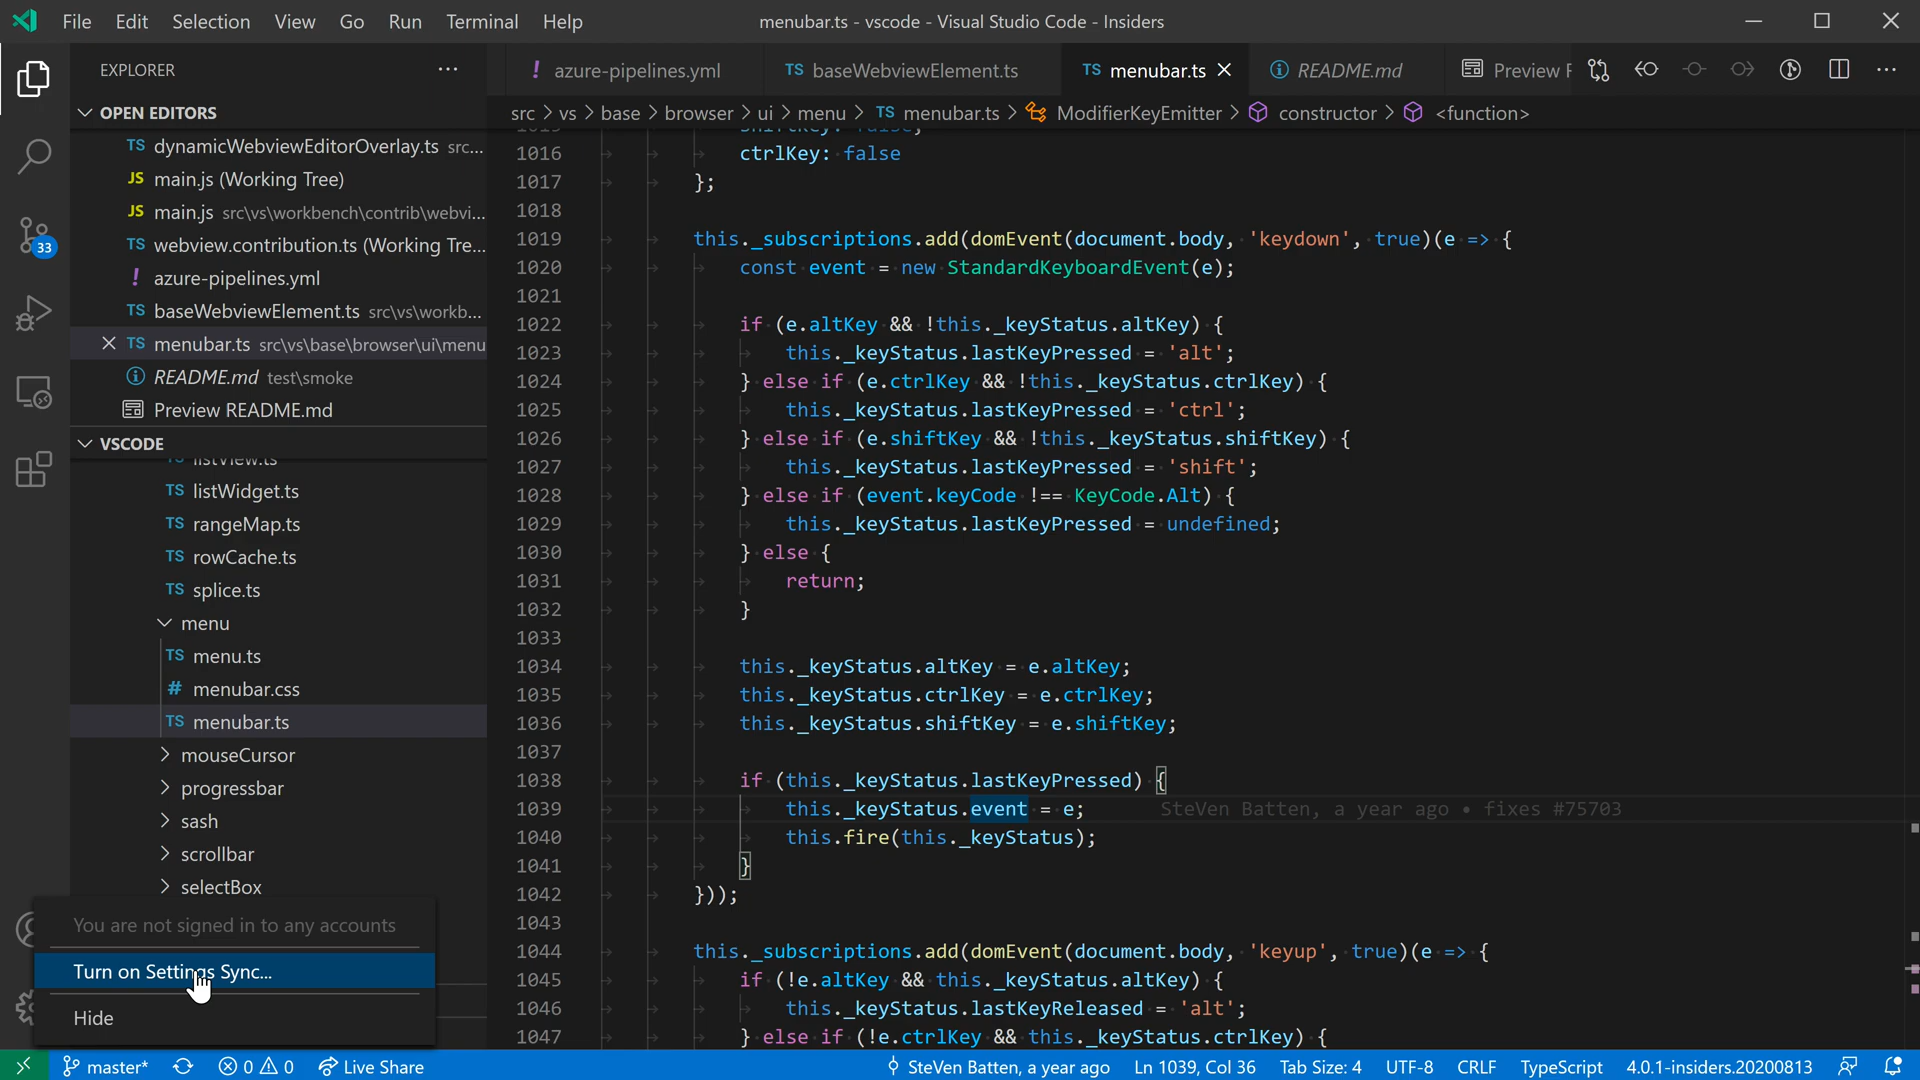 File Edit Selection View Go Run Terminal Help
menubar.ts - vscode - Visual Studio Code - Insiders
EXPLORER
OPEN EDITORS
TS dynamicWebviewEditorOverlay.ts src...
JS main.js (Working Tree)
JS main.js src\vs\workbench\contrib\webvi...
TS webview.contribution.ts (Working Tre...
! azure-pipelines.yml
TS baseWebviewElement.ts src\vs\workb...
TS menubar.ts src\vs\base\browser\ui\menu
README.md test\smoke
Preview README.md
VSCODE
TS listView.ts
TS listWidget.ts
TS rangeMap.ts
TS rowCache.ts
TS splice.ts
menu
TS menu.ts
# menubar.css
TS menubar.ts
mouseCursor
progressbar
sash
scrollbar
selectBox
33
You are not signed in to any accounts
Turn on Settings Sync...
Hide
! azure-pipelines.yml TS baseWebviewElement.ts TS menubar.ts README.md Preview F
src > vs > base > browser > ui > menu > TS menubar.ts > ModifierKeyEmitter > constructor > <function>
1015 shiftKey: false,
1016 ctrlKey: false
1017 };
1018
1019 this._subscriptions.add(domEvent(document.body, 'keydown', true)(e => {
1020 const event = new StandardKeyboardEvent(e);
1021
1022 if (e.altKey && !this._keyStatus.altKey) {
1023 this._keyStatus.lastKeyPressed = 'alt';
1024 } else if (e.ctrlKey && !this._keyStatus.ctrlKey) {
1025 this._keyStatus.lastKeyPressed = 'ctrl';
1026 } else if (e.shiftKey && !this._keyStatus.shiftKey) {
1027 this._keyStatus.lastKeyPressed = 'shift';
1028 } else if (event.keyCode !== KeyCode.Alt) {
1029 this._keyStatus.lastKeyPressed = undefined;
1030 } else {
1031 return;
1032 }
1033
1034 this._keyStatus.altKey = e.altKey;
1035 this._keyStatus.ctrlKey = e.ctrlKey;
1036 this._keyStatus.shiftKey = e.shiftKey;
1037
1038 if (this._keyStatus.lastKeyPressed) {
1039 this._keyStatus.event = e; SteVen Batten, a year ago • fixes #75703
1040 this.fire(this._keyStatus);
1041 }
1042 }));
1043
1044 this._subscriptions.add(domEvent(document.body, 'keyup', true)(e => {
1045 if (!e.altKey && this._keyStatus.altKey) {
1046 this._keyStatus.lastKeyReleased = 'alt';
1047 } else if (!e.ctrlKey && this._keyStatus.ctrlKey) {
master* 0 0 Live Share SteVen Batten, a year ago Ln 1039, Col 36 Tab Size: 4 UTF-8 CRLF TypeScript 4.0.1-insiders.20200813